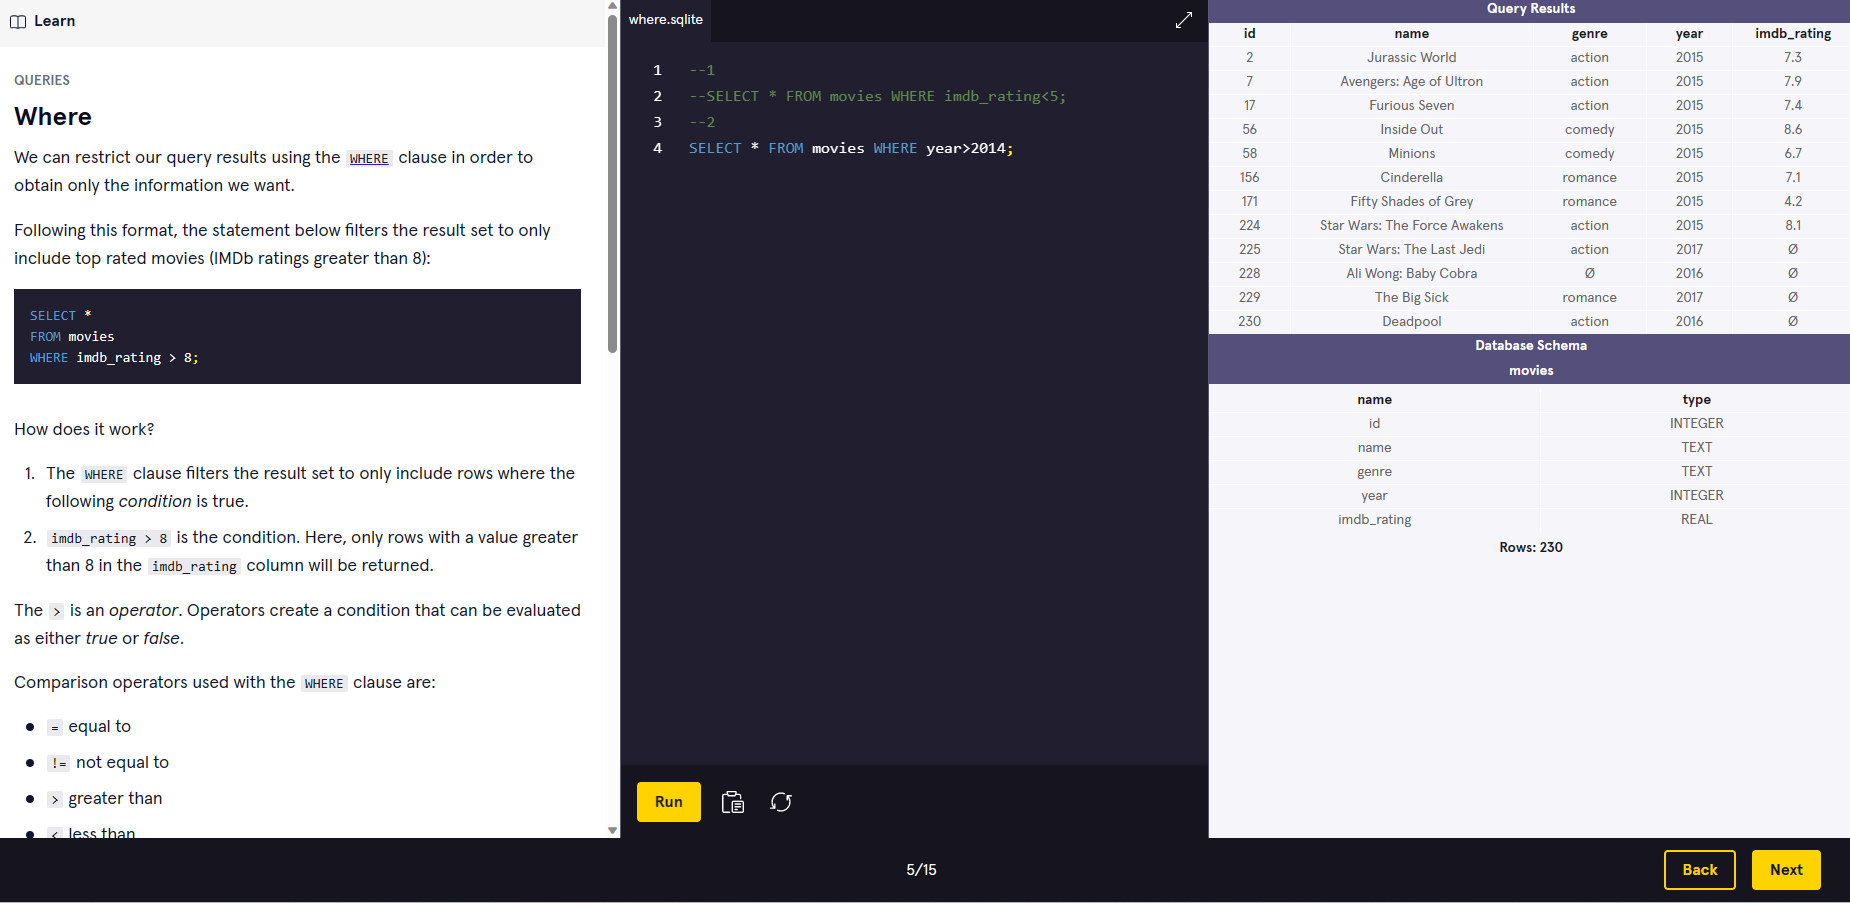 Learn
QUERIES
Where
We can restrict our query results using the WHERE clause in order to
obtain only the information we want.
Following this format, the statement below filters the result set to only
include top rated movies (IMDb ratings greater than 8):
SELECT *
FROM movies
WHERE imdb_rating > 8;
How does it work?
1. The WHERE clause filters the result set to only include rows where the
following condition is true.
2. imdb_rating > 8 is the condition. Here, only rows with a value greater
than 8 in the imdb_rating column will be returned.
The > is an operator. Operators create a condition that can be evaluated
as either true or false.
Comparison operators used with the WHERE clause are:
• = equal to
• != not equal to
• > greater than
• < less than
where.sqlite
1 --1
2 --SELECT * FROM movies WHERE imdb_rating<5;
3 --2
4 SELECT * FROM movies WHERE year>2014;
Run
Query Results
id name genre year imdb_rating
2 Jurassic World action 2015 7.3
7 Avengers: Age of Ultron action 2015 7.9
17 Furious Seven action 2015 7.4
56 Inside Out comedy 2015 8.6
58 Minions comedy 2015 6.7
156 Cinderella romance 2015 7.1
171 Fifty Shades of Grey romance 2015 4.2
224 Star Wars: The Force Awakens action 2015 8.1
225 Star Wars: The Last Jedi action 2017 Ø
228 Ali Wong: Baby Cobra Ø 2016 Ø
229 The Big Sick romance 2017 Ø
230 Deadpool action 2016 Ø
Database Schema
movies
name type
id INTEGER
name TEXT
genre TEXT
year INTEGER
imdb_rating REAL
Rows: 230
5/15
Back
Next